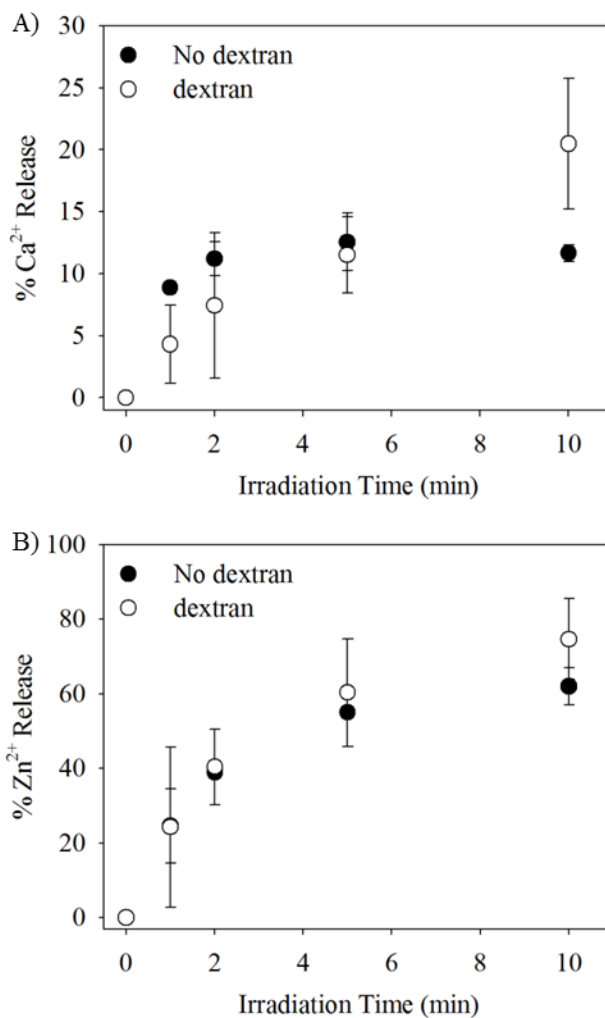 A)
30
25
20
15
10
5
0
% Ca²⁺ Release
No dextran
dextran
0 2 4 6 8 10
Irradiation Time (min)
B)
100
80
60
40
20
0
% Zn²⁺ Release
No dextran
dextran
0 2 4 6 8 10
Irradiation Time (min)